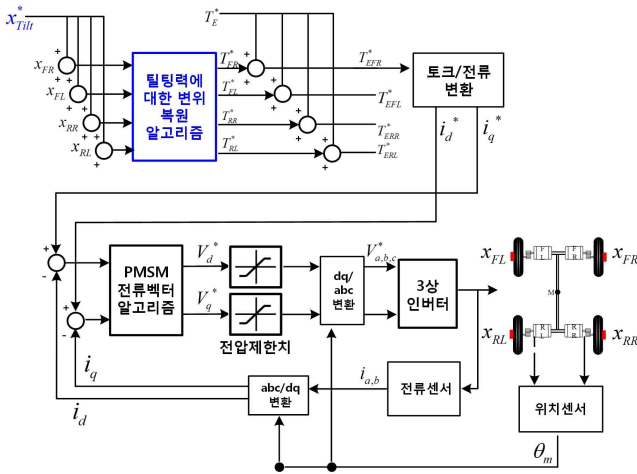 x*Tilt
T*E
xFR
xFL
xRR
xRL
+
+
+
+
+
+
+
+
틸팅력에
대한 변위
복원
알고리즘
T*FR
T*FL
T*RR
T*RL
+
+
+
+
+
+
+
+
T*EFR
T*EFL
T*ERR
T*ERL
토크/전류
변환
id*
iq*
+
-
+
-
PMSM
전류벡터
알고리즘
Vd*
Vq*
전압제한치
dq/
abc
변환
V*a,b,c
3상
인버터
xFL
xFR
xRL
xRR
F
L
F
R
M
R
L
R
R
iq
id
abc/dq
변환
ia,b
전류센서
위치센서
θm